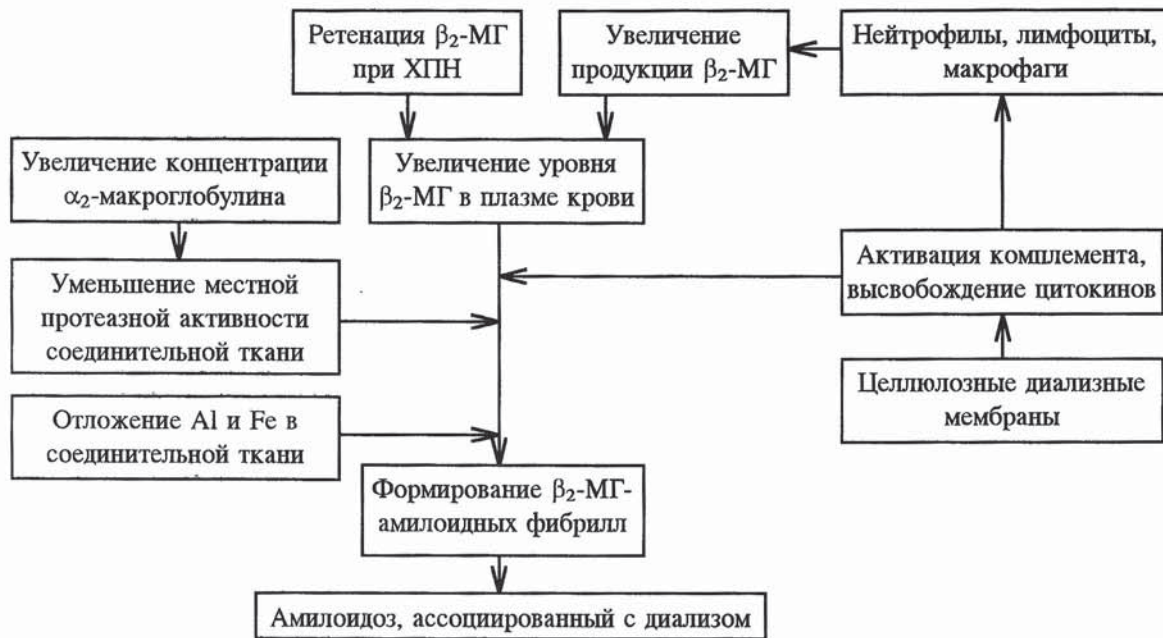 Ретенация β₂-МГ
при ХПН
Увеличение
продукции β₂-МГ
Нейтрофилы, лимфоциты,
макрофаги
Увеличение концентрации
α₂-макроглобулина
Увеличение уровня
β₂-МГ в плазме крови
Уменьшение местной
протеазной активности
соединительной ткани
Активация комплемента,
высвобождение цитокинов
Отложение Al и Fe в
соединительной ткани
Целлюлозные диализные
мембраны
Формирование β₂-МГ-
амилоидных фибрилл
Амилоидоз, ассоциированный с диализом